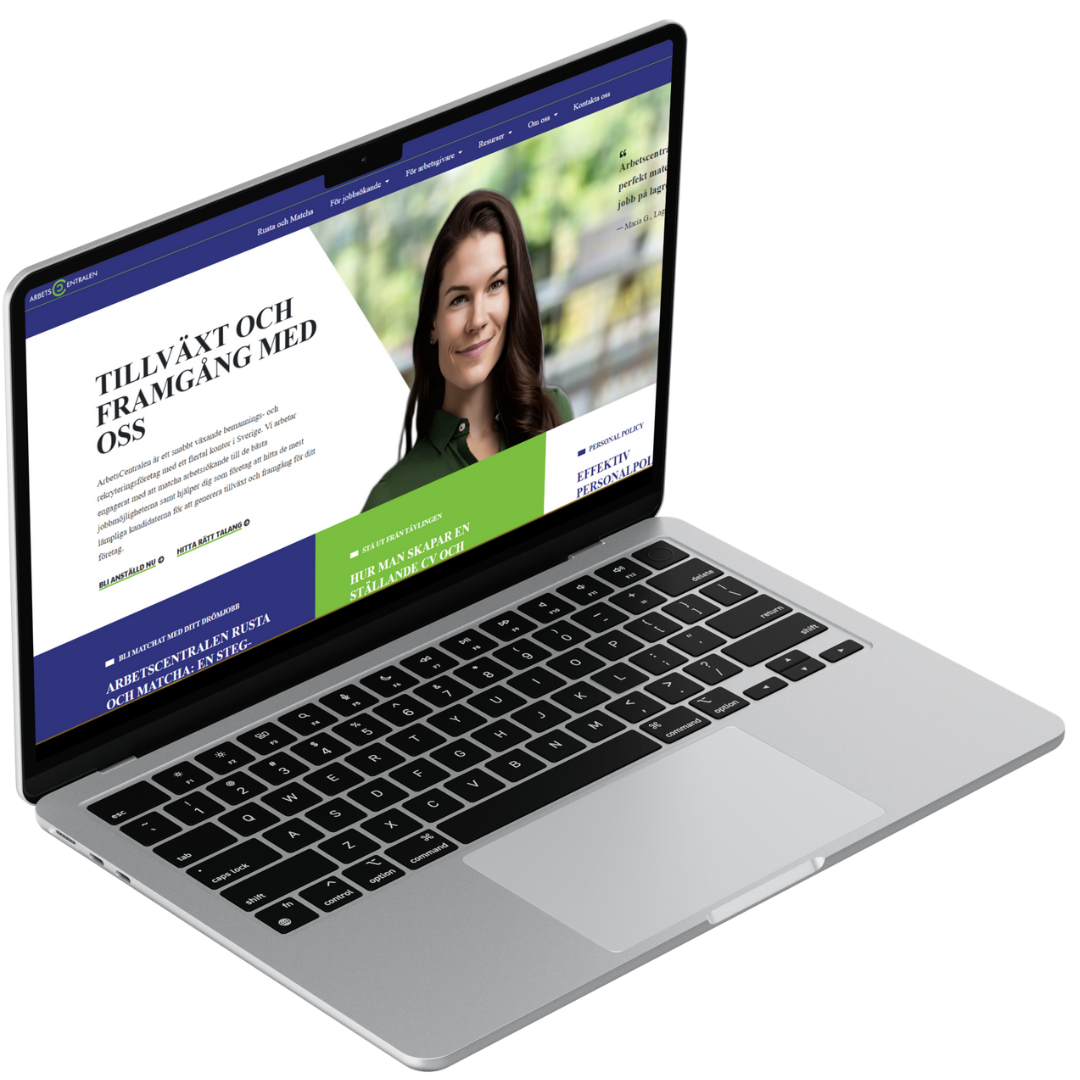 ARBETS ENTRALEN
Rusta och Matcha
För jobbsökande
För arbetsgivare
Resurser
Om oss
Kontakta oss
TILLVÄXT OCH
FRAMGÅNG MED
OSS
ArbetsCentralen är ett snabbt växande bemannings- och
rekryteringsföretag med ett flertal kontor i Sverige. Vi arbetar
engagerat med att matcha arbetssökande till de bästa
jobbmöjligheterna samt hjälper dig som företag att hitta de mest
lämpliga kandidaterna för att generera tillväxt och framgång för ditt
företag.
BLI ANSTÄLLD NU
HITTA RÄTT TALANG
“
Arbetscentra
perfekt matc
jobb på lagre
— Maria G., Lag
BLI MATCHAT MED DITT DRÖMJOBB
ARBETSCENTRALEN RUSTA
OCH MATCHA: EN STEG-
STÅ UT FRÅN TÄVLINGEN
HUR MAN SKAPAR EN
STÄLLANDE CV OCH
PERSONAL POLICY
EFFEKTIV
PERSONALPOL
esc F1 F2 F3 F4 F5 F6 F7 F8 F9 F10 F11 F12
~ ` ! 1 @ 2 # 3 $ 4 % 5 ^ 6 & 7 * 8 ( 9 ) 0 _ - + = delete
tab Q W E R T Y U I O P { [ } ] | \
caps lock A S D F G H J K L : ; " ' return
shift Z X C V B N M < , > . ? / shift
fn ^ control ⌥ option ⌘ command ⌘ command ⌥ option ◀ ▲ ▼ ▶